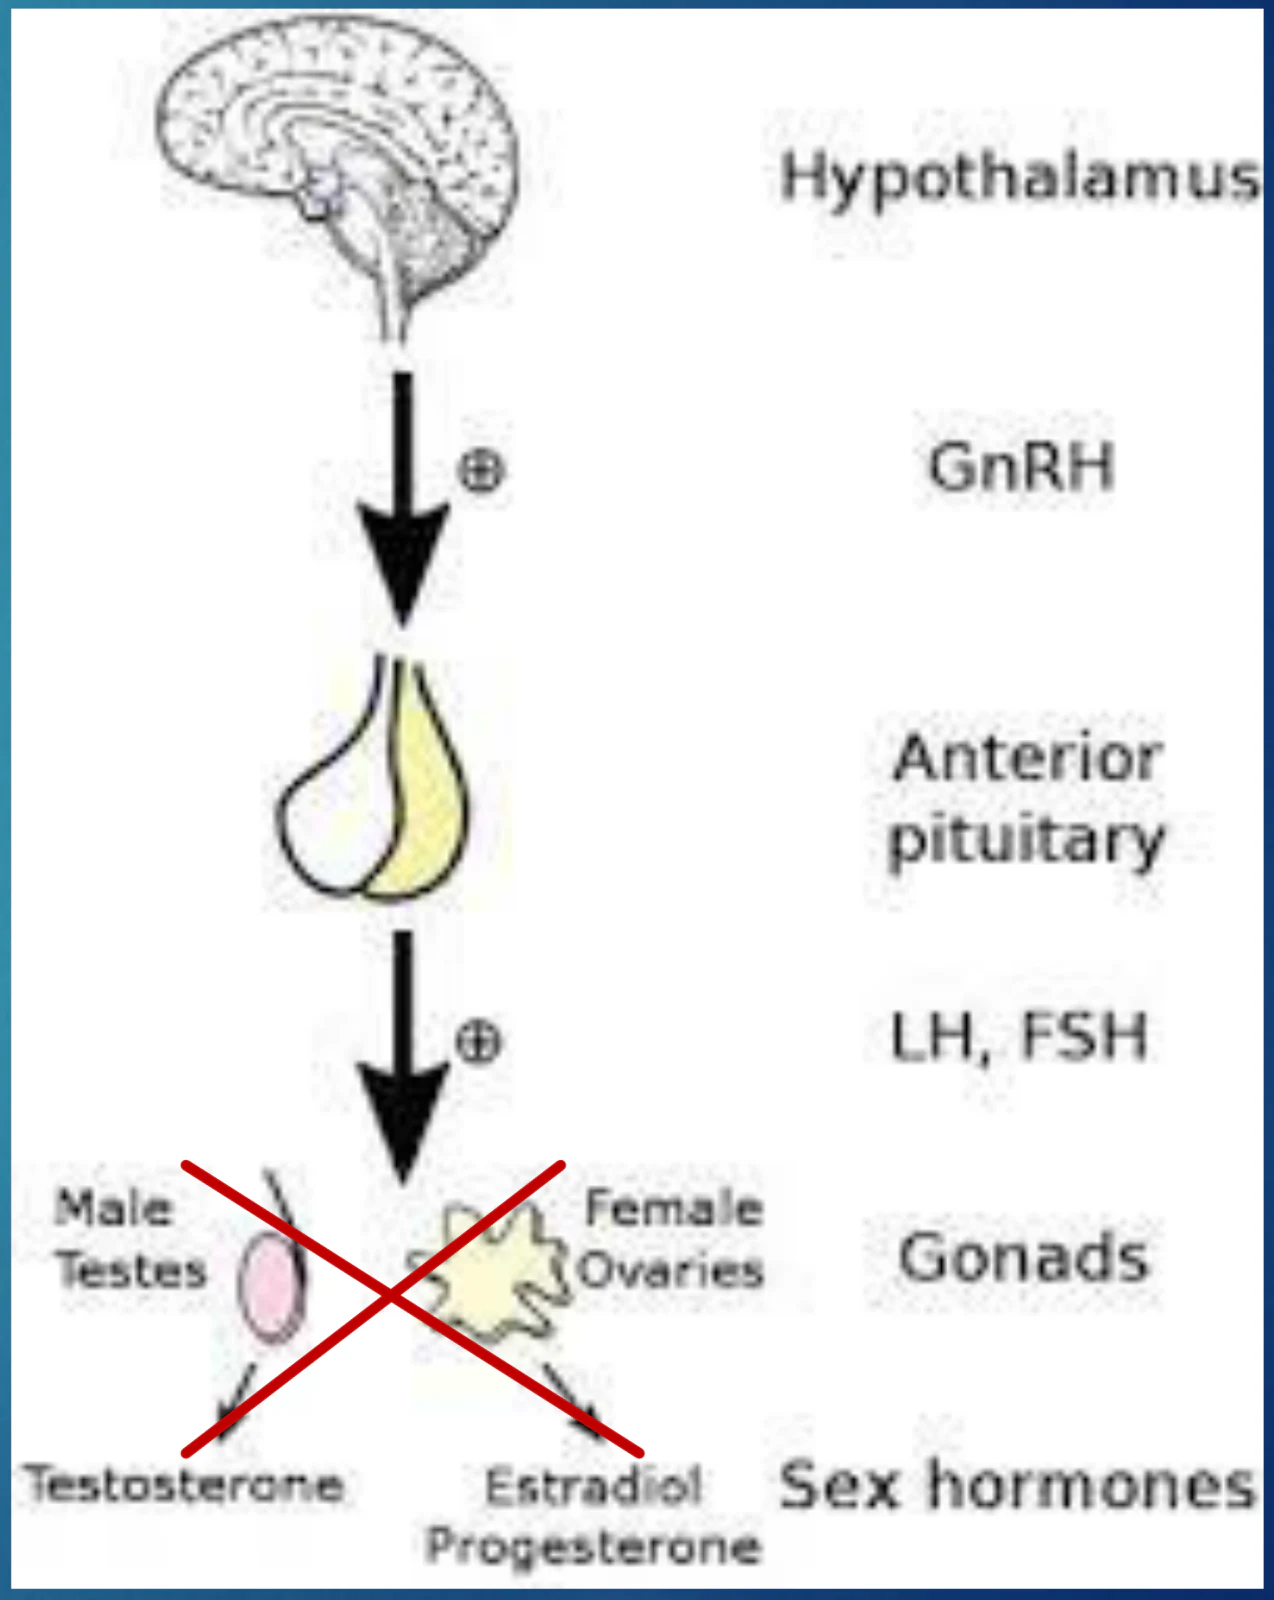 Hypothalamus
⊕
GnRH
Anterior
pituitary
⊕
LH, FSH
Male
Testes
Female
Ovaries
Gonads
Testosterone
Estradiol
Progesterone
Sex hormones